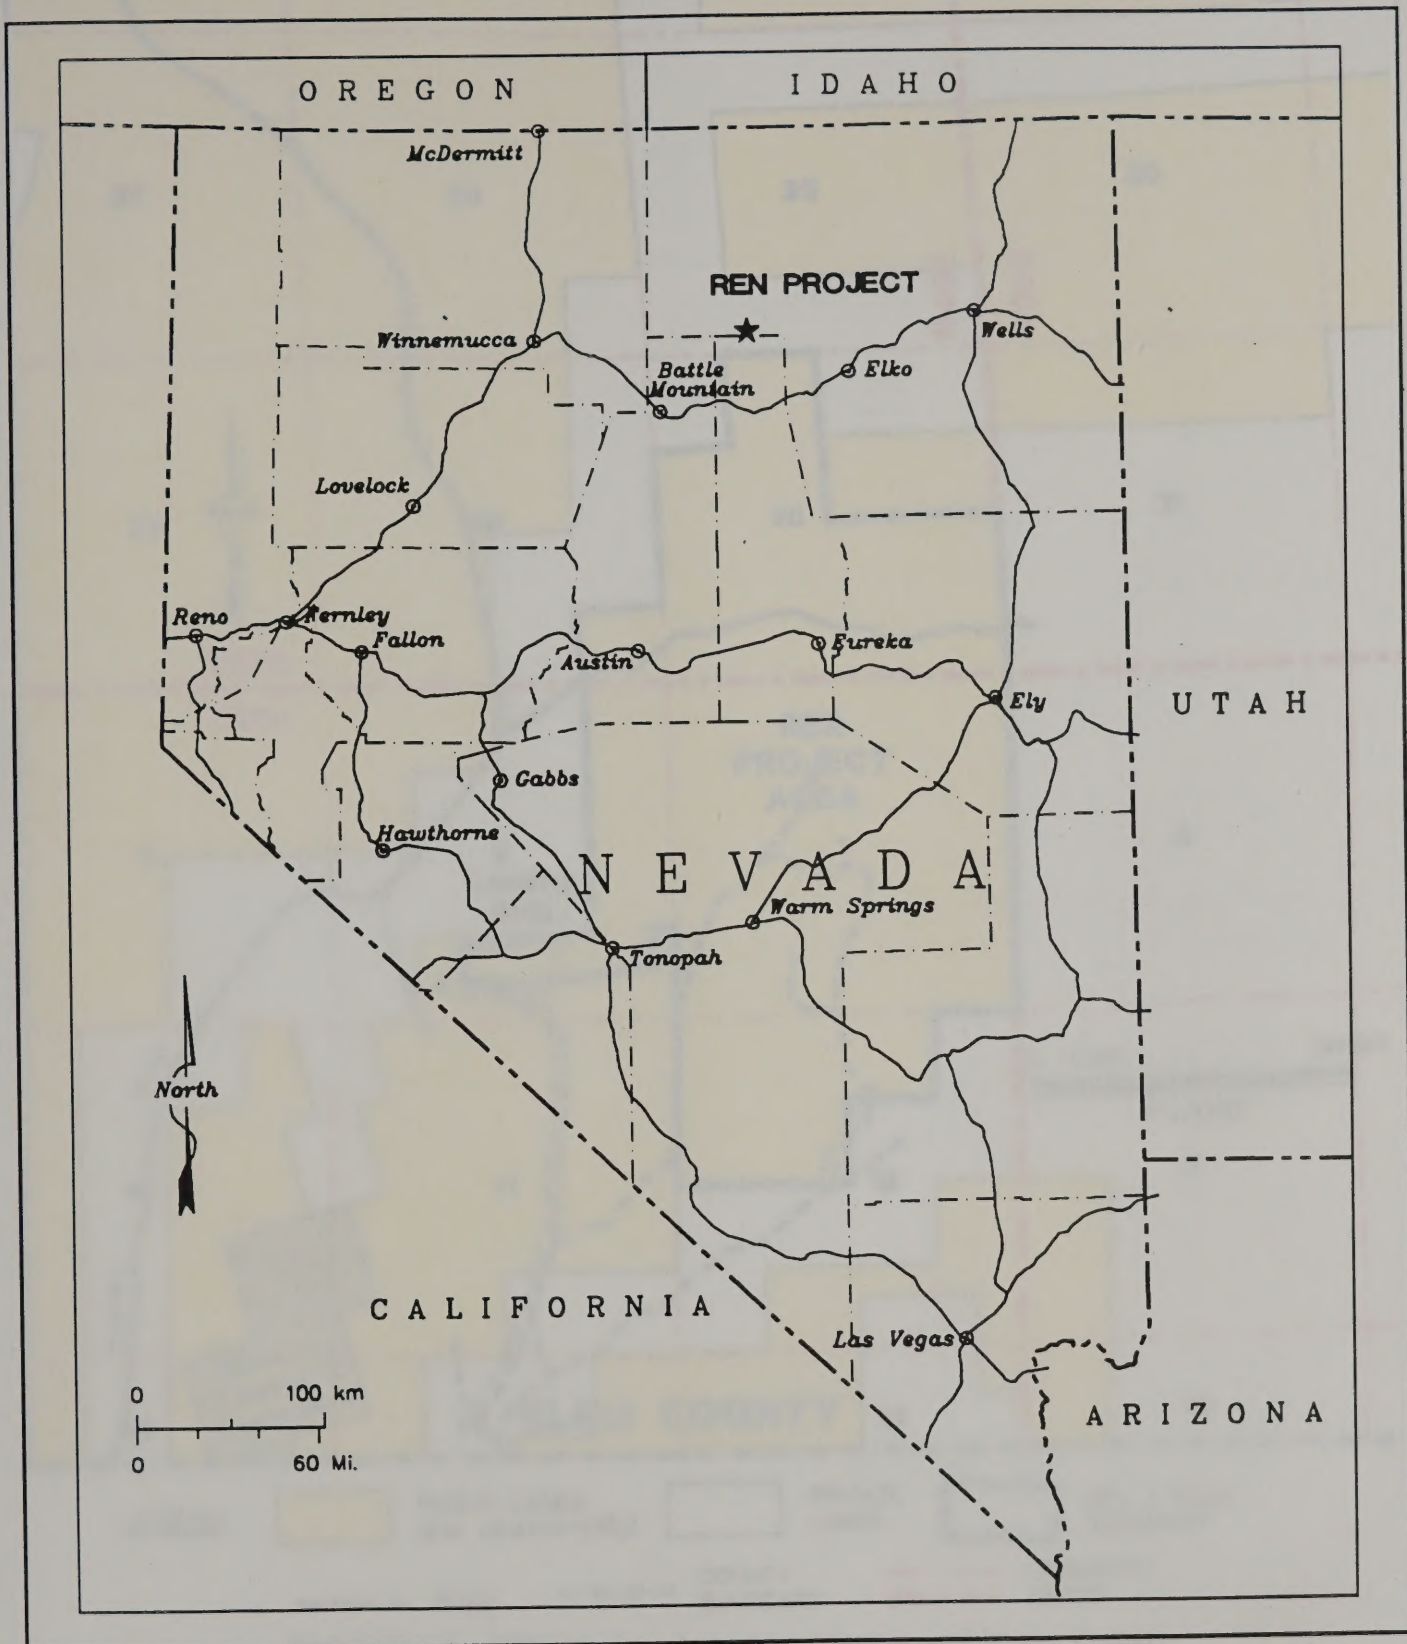 OREGON
IDAHO
McDermitt
REN PROJECT
Winnemucca
Wells
Battle
Mountain
Elko
Lovelock
Reno
Fernley
Fallon
Austin
Eureka
Ely
UTAH
Gabbs
Hawthorne
NEVADA
Warm Springs
Tonopah
North
CALIFORNIA
Las Vegas
0 100 km
ARIZONA
0 60 Mi.